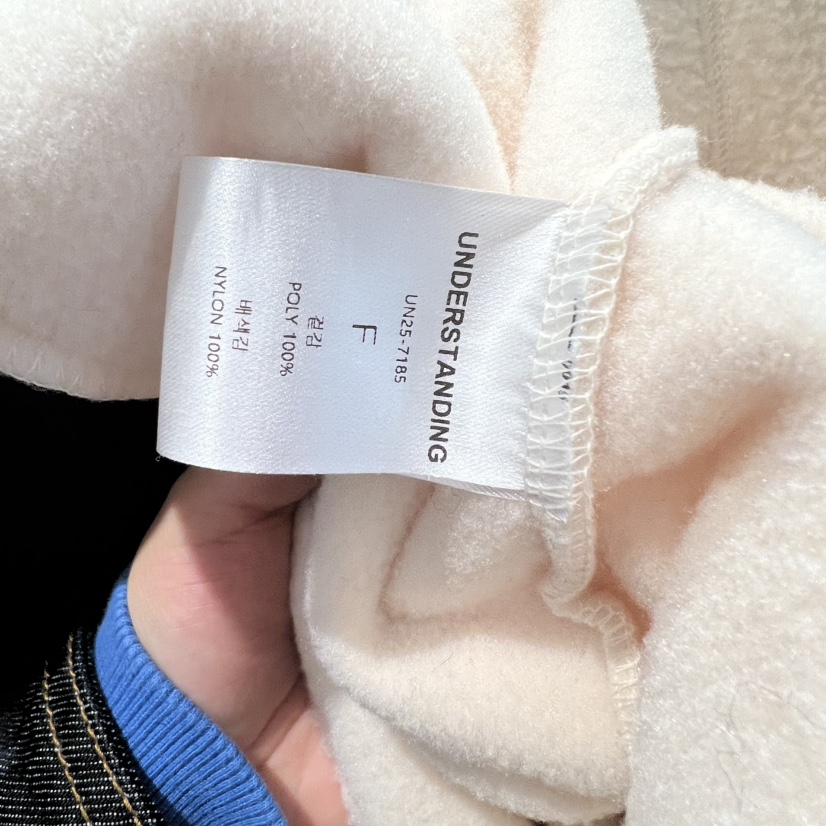 UNDERSTANDING
UN25-7185
F
겉감
POLY 100%
배색감
NYLON 100%